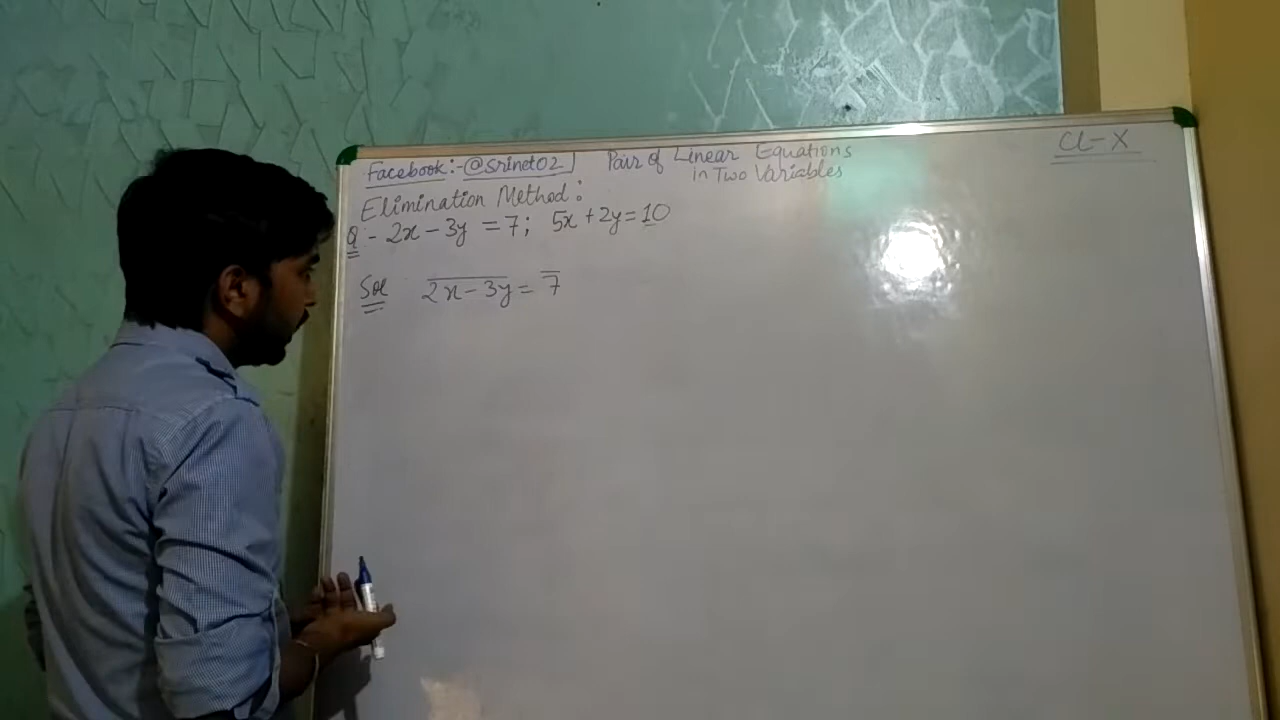 Facebook:-@srinet02
Pair of Linear Equations
in Two Variables
CL-X
Elimination Method:
Q:- 2x-3y=7; 5x+2y=10
Sol 2x-3y=7